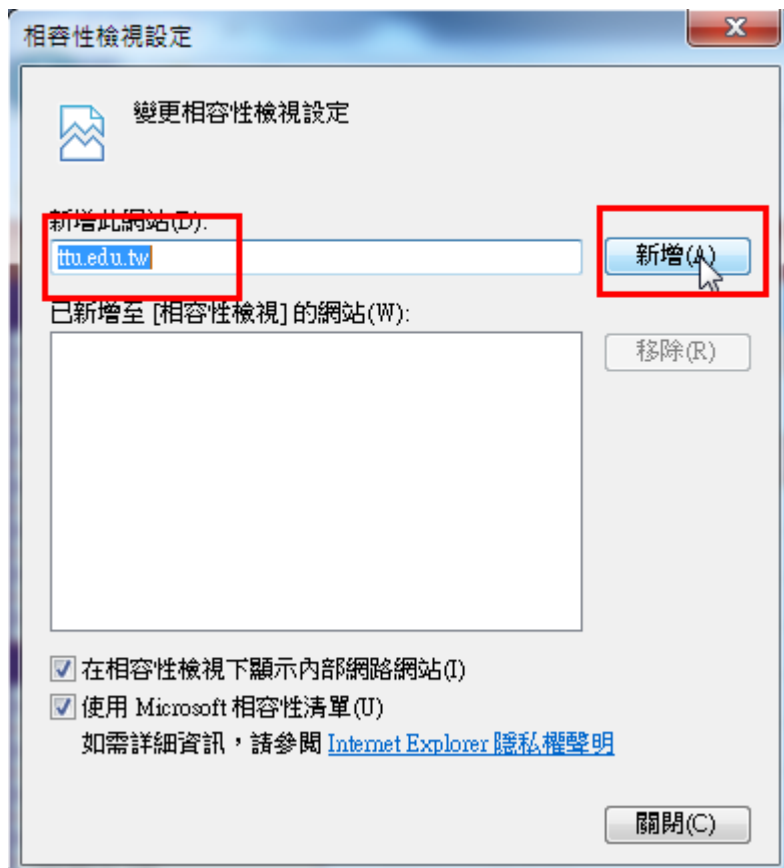 相容性檢視設定
變更相容性檢視設定
新增此網站(D):
ttu.edu.tw
新增(A)
已新增至 [相容性檢視] 的網站(W):
移除(R)
在相容性檢視下顯示內部網路網站(I)
使用 Microsoft 相容性清單(U)
如需詳細資訊，請參閱 Internet Explorer 隱私權聲明
關閉(C)